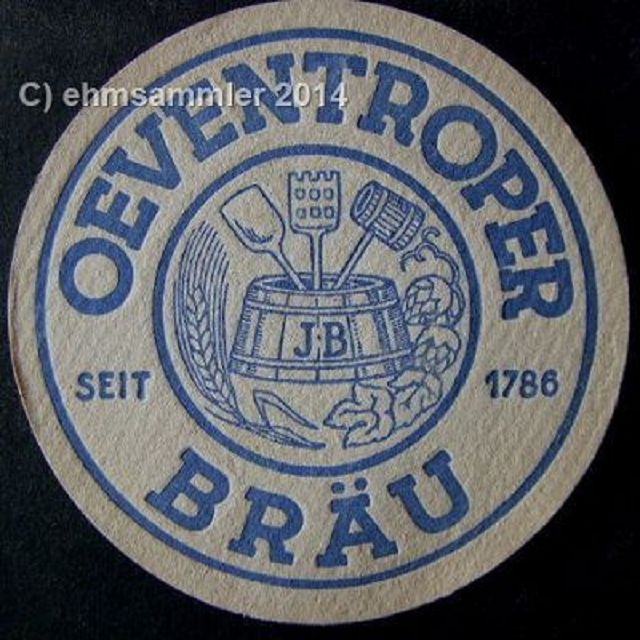 C) ehmsammler 2014
OEVENTROPER
J·B
SEIT 1786
BRÄU